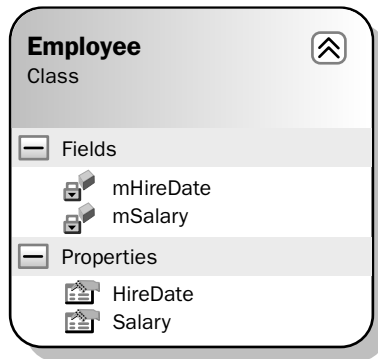 Employee
Class
Fields
mHireDate
mSalary
Properties
HireDate
Salary